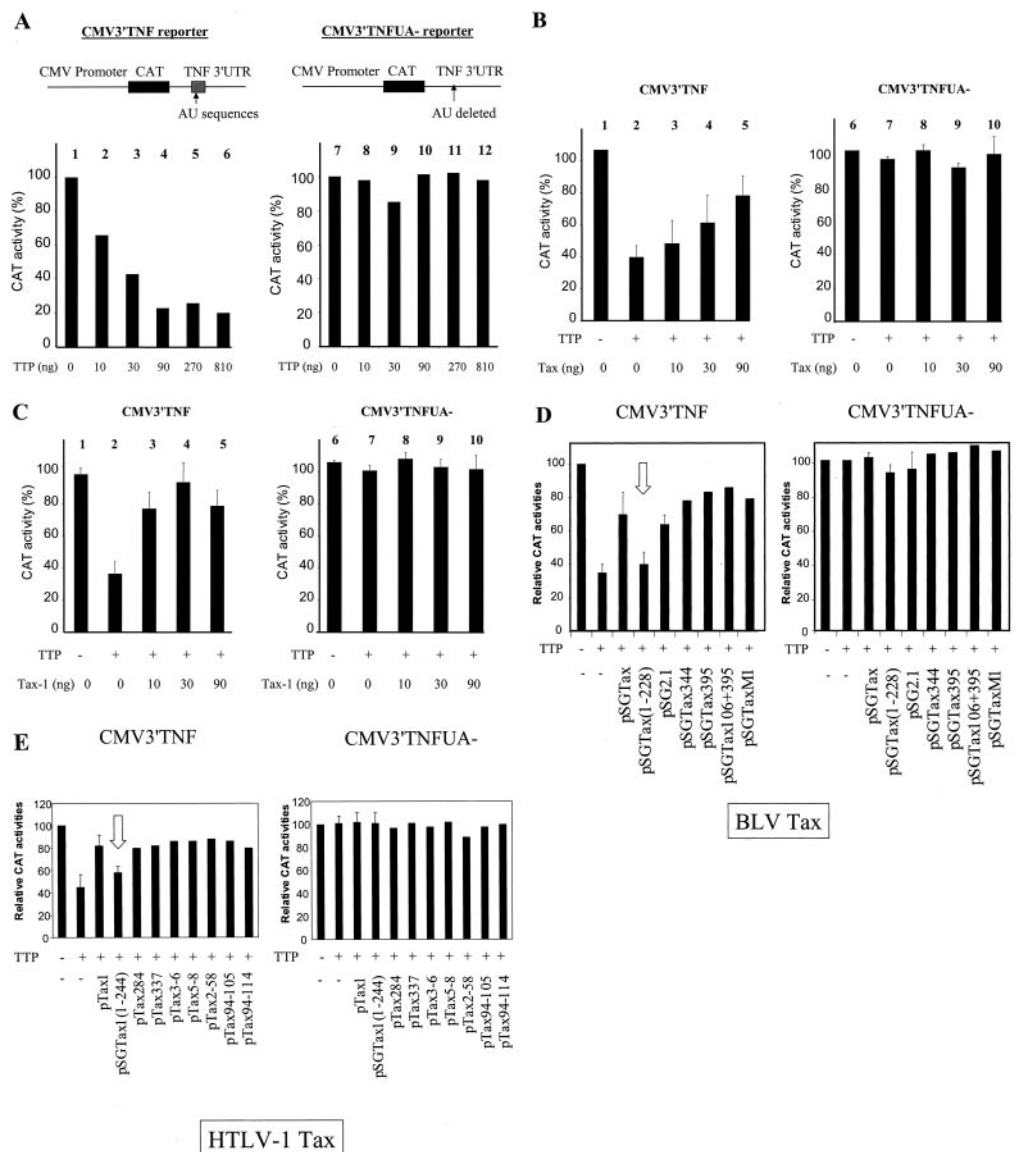 A
CMV3'TNF reporter
CMV Promoter CAT TNF 3'UTR
AU sequences
CMV3'TNFUA- reporter
CMV Promoter CAT TNF 3'UTR
AU deleted
1 2 3 4 5 6
CAT activity (%)
100
80
60
40
20
0
TTP (ng) 0 10 30 90 270 810
7 8 9 10 11 12
CAT activity (%)
100
80
60
40
20
0
TTP (ng) 0 10 30 90 270 810
B
CMV3'TNF
1 2 3 4 5
CAT activity (%)
100
80
60
40
20
0
TTP - + + + +
Tax (ng) 0 0 10 30 90
CMV3'TNFUA-
6 7 8 9 10
CAT activity (%)
100
80
60
40
20
0
TTP - + + + +
Tax (ng) 0 0 10 30 90
C
CMV3'TNF
1 2 3 4 5
CAT activity (%)
100
80
60
40
20
0
TTP - + + + +
Tax-1 (ng) 0 0 10 30 90
CMV3'TNFUA-
6 7 8 9 10
CAT activity (%)
100
80
60
40
20
0
TTP - + + + +
Tax-1 (ng) 0 0 10 30 90
D
CMV3'TNF
Relative CAT activities
100
80
60
40
20
0
TTP - + + + + + + + +
- - pSGTax pSGTax(1-228) pSG2.1 pSGTax344 pSGTax395 pSGTax106+395 pSGTaxMI
CMV3'TNFUA-
Relative CAT activities
100
80
60
40
20
0
TTP - + + + + + + + +
- - pSGTax pSGTax(1-228) pSG2.1 pSGTax344 pSGTax395 pSGTax106+395 pSGTaxMI
BLV Tax
E
CMV3'TNF
Relative CAT activities
120
100
80
60
40
20
0
TTP - + + + + + + + + + +
- - pTax1 pSGTax1(1-244) pTax284 pTax337 pTax3-6 pTax5-8 pTax2-58 pTax94-105 pTax94-114
CMV3'TNFUA-
Relative CAT activities
120
100
80
60
40
20
0
TTP - + + + + + + + + + +
- - pTax1 pSGTax1(1-244) pTax284 pTax337 pTax3-6 pTax5-8 pTax2-58 pTax94-105 pTax94-114
HTLV-1 Tax